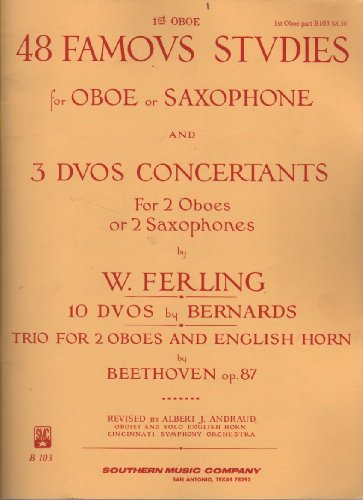 1st OBOE
1st Oboe part B103 $8.50
48 FAMOVS STVDIES
for OBOE or SAXOPHONE
AND
3 DVOS CONCERTANTS
For 2 Oboes
or 2 Saxophones
by
W. FERLING
10 DVOS by BERNARDS
TRIO FOR 2 OBOES AND ENGLISH HORN
by
BEETHOVEN op.87
REVISED BY ALBERT J. ANDRAUD,
OBOIST AND SOLO ENGLISH HORN
CINCINNATI SYMPHONY ORCHESTRA
SMC
B 103
SOUTHERN MUSIC COMPANY
SAN ANTONIO, TEXAS 78292